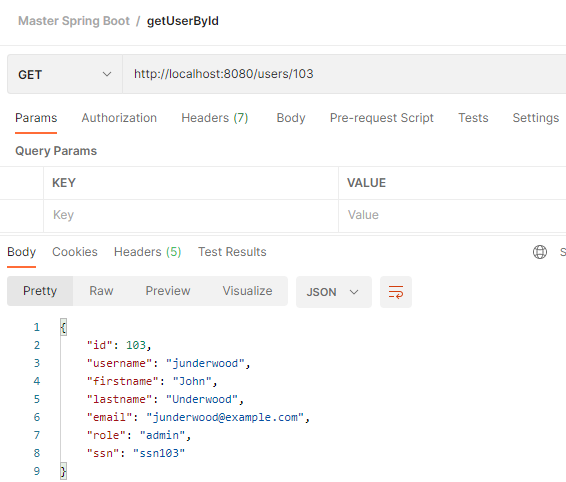 Master Spring Boot / getUserById
GET http://localhost:8080/users/103
Params Authorization Headers (7) Body Pre-request Script Tests Settings
Query Params
KEY VALUE
Key Value
Body Cookies Headers (5) Test Results S
Pretty Raw Preview Visualize JSON
1 {
2 "id": 103,
3 "username": "junderwood",
4 "firstname": "John",
5 "lastname": "Underwood",
6 "email": "junderwood@example.com",
7 "role": "admin",
8 "ssn": "ssn103"
9 }